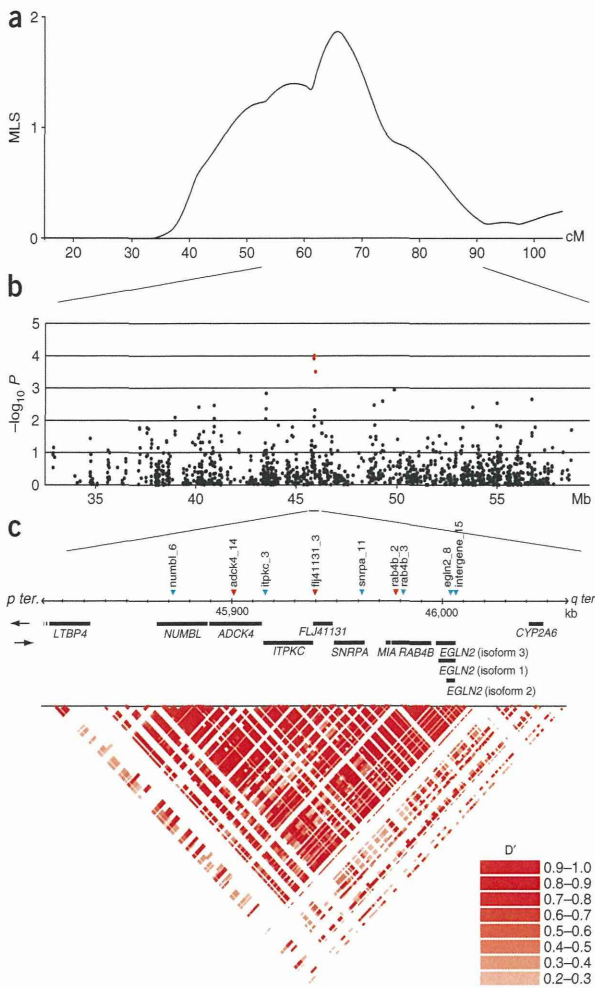 a
2
1
0
MLS
15 20 30 40 50 60 70 80 90 100 cM
b
5
4
3
2
1
0
−log10 P
35 40 45 50 55 Mb
c
numbl_6
adck4_14
itpkc_3
flj41131_3
snrpa_11
rab4b_2
rab4b_3
egln2_8
intergene_15
p ter. 45,900 46,000 q ter
kb
LTBP4 NUMBL ADCK4 FLJ41131 CYP2A6
ITPKC SNRPA MIA RAB4B EGLN2 (isoform 3)
EGLN2 (isoform 1)
EGLN2 (isoform 2)
D′
0.9–1.0
0.8–0.9
0.7–0.8
0.6–0.7
0.5–0.6
0.4–0.5
0.3–0.4
0.2–0.3